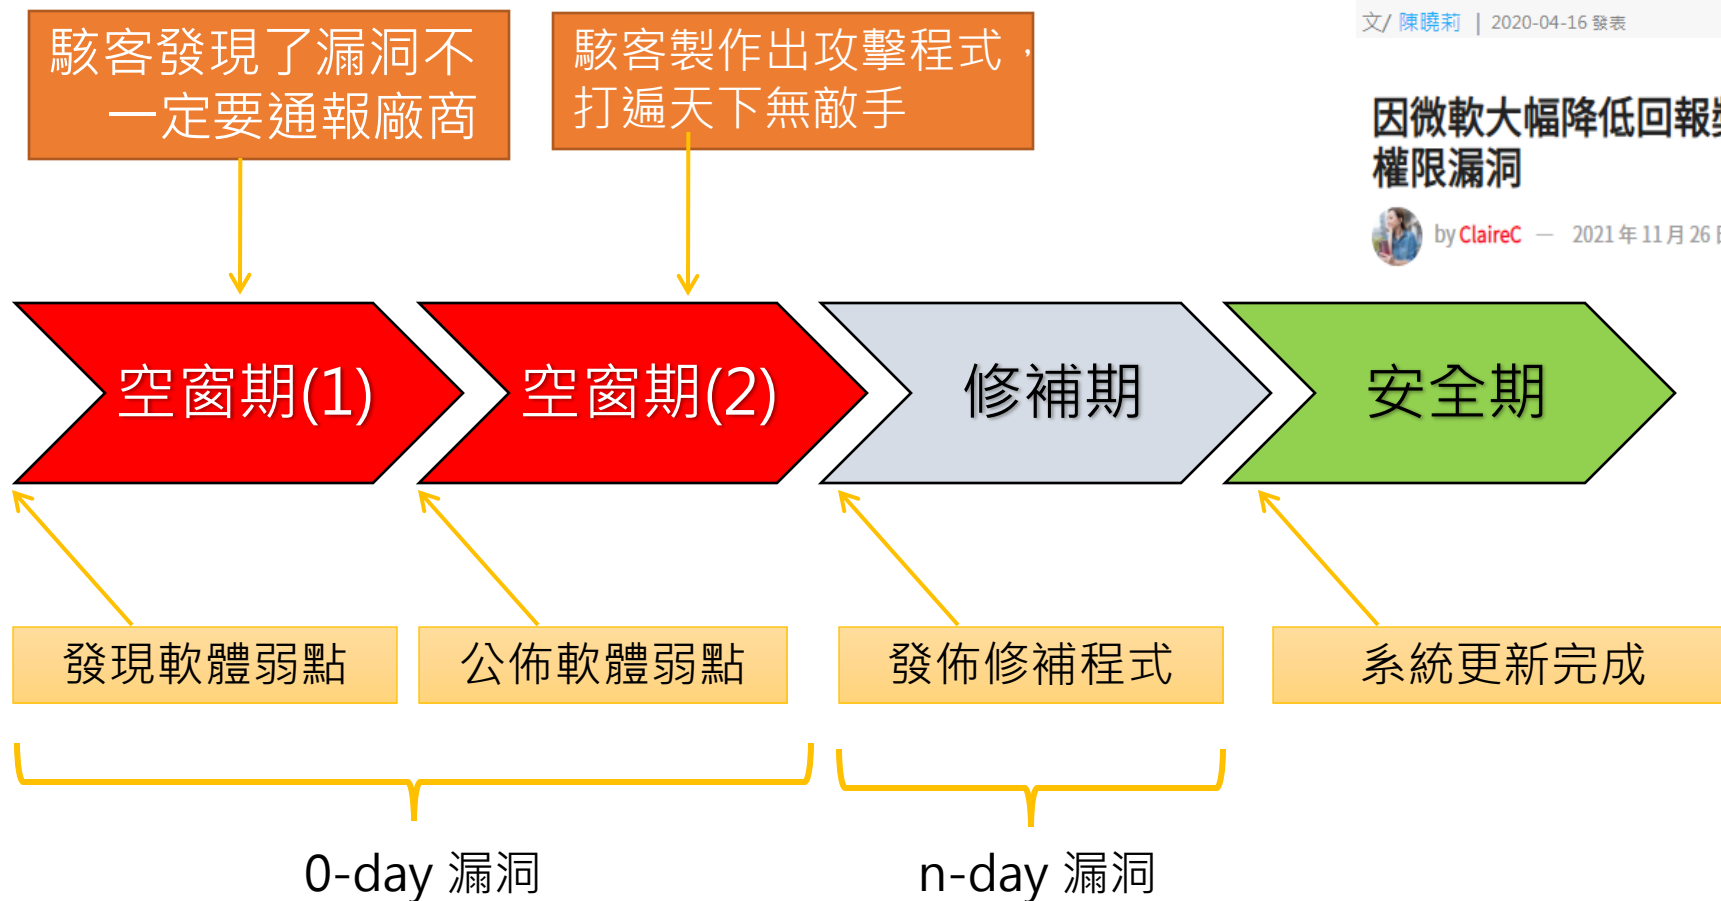 駭客發現了漏洞不
一定要通報廠商
駭客製作出攻擊程式，
打遍天下無敵手
文/ 陳曉莉 | 2020-04-16 發表
因微軟大幅降低回報
權限漏洞
by ClaireC — 2021 年 11 月 26
空窗期(1)
空窗期(2)
修補期
安全期
發現軟體弱點
公佈軟體弱點
發佈修補程式
系統更新完成
0-day 漏洞
n-day 漏洞